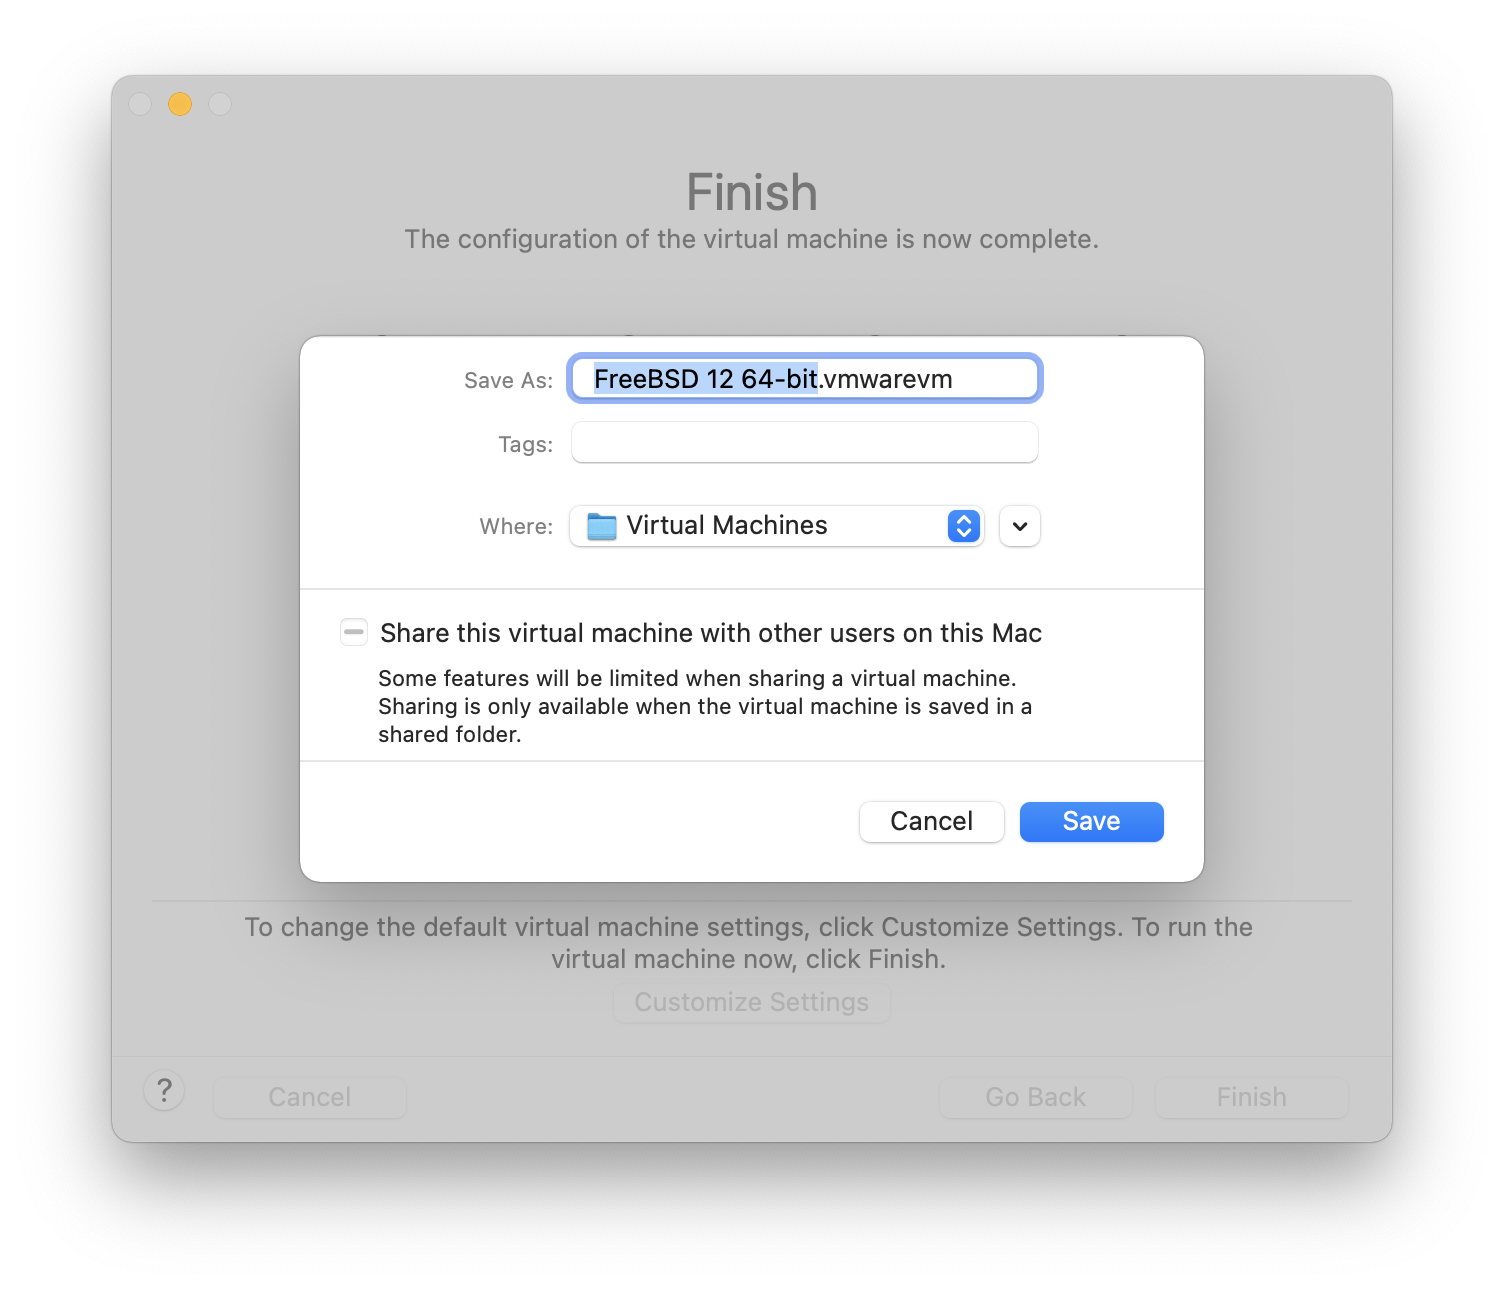 Finish
The configuration of the virtual machine is now complete.
Save As: FreeBSD 12 64-bit.vmwarevm
Tags:
Where: Virtual Machines
Share this virtual machine with other users on this Mac
Some features will be limited when sharing a virtual machine.
Sharing is only available when the virtual machine is saved in a
shared folder.
Cancel Save
To change the default virtual machine settings, click Customize Settings. To run the
virtual machine now, click Finish.
Customize Settings
? Cancel Go Back Finish